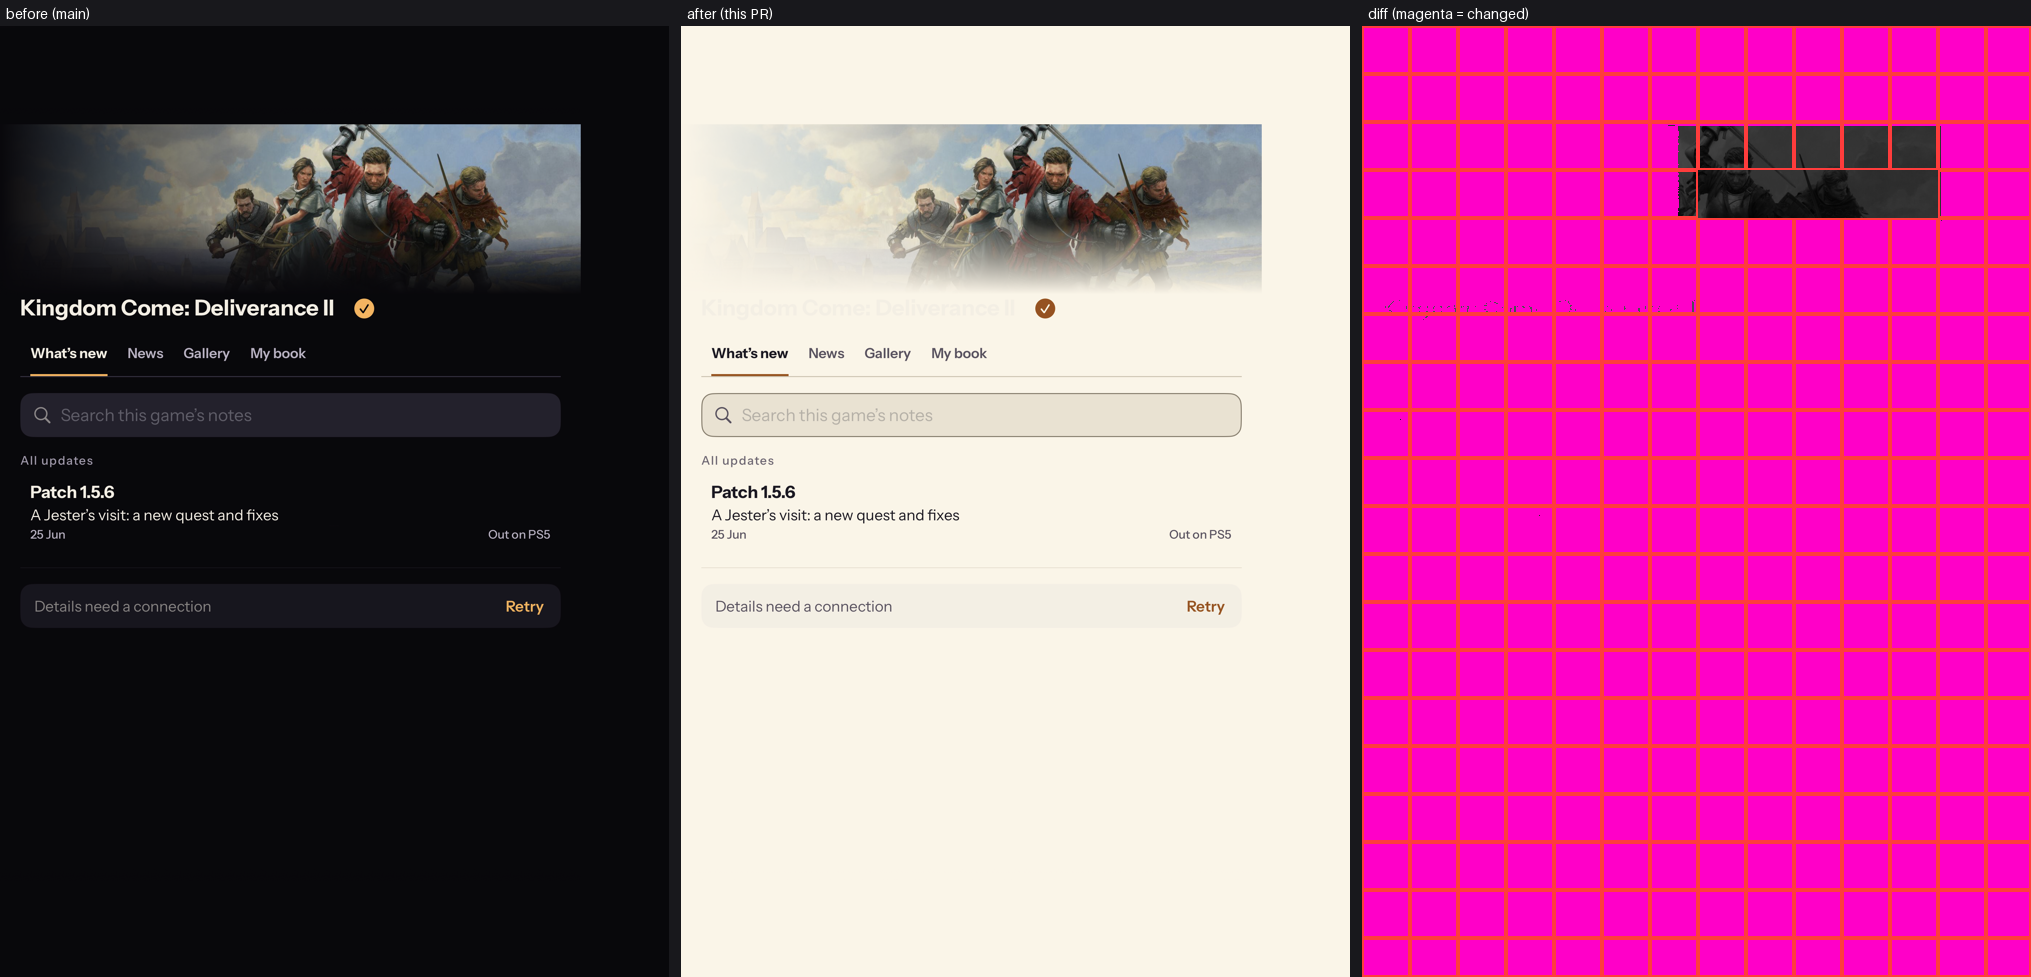 before (main)
after (this PR)
diff (magenta = changed)
Kingdom Come: Deliverance II
What's new News Gallery My book
Search this game's notes
All updates
Patch 1.5.6
A Jester's visit: a new quest and fixes
25 Jun Out on PS5
Details need a connection Retry
Kingdom Come: Deliverance II
What's new News Gallery My book
Search this game's notes
All updates
Patch 1.5.6
A Jester's visit: a new quest and fixes
25 Jun Out on PS5
Details need a connection Retry